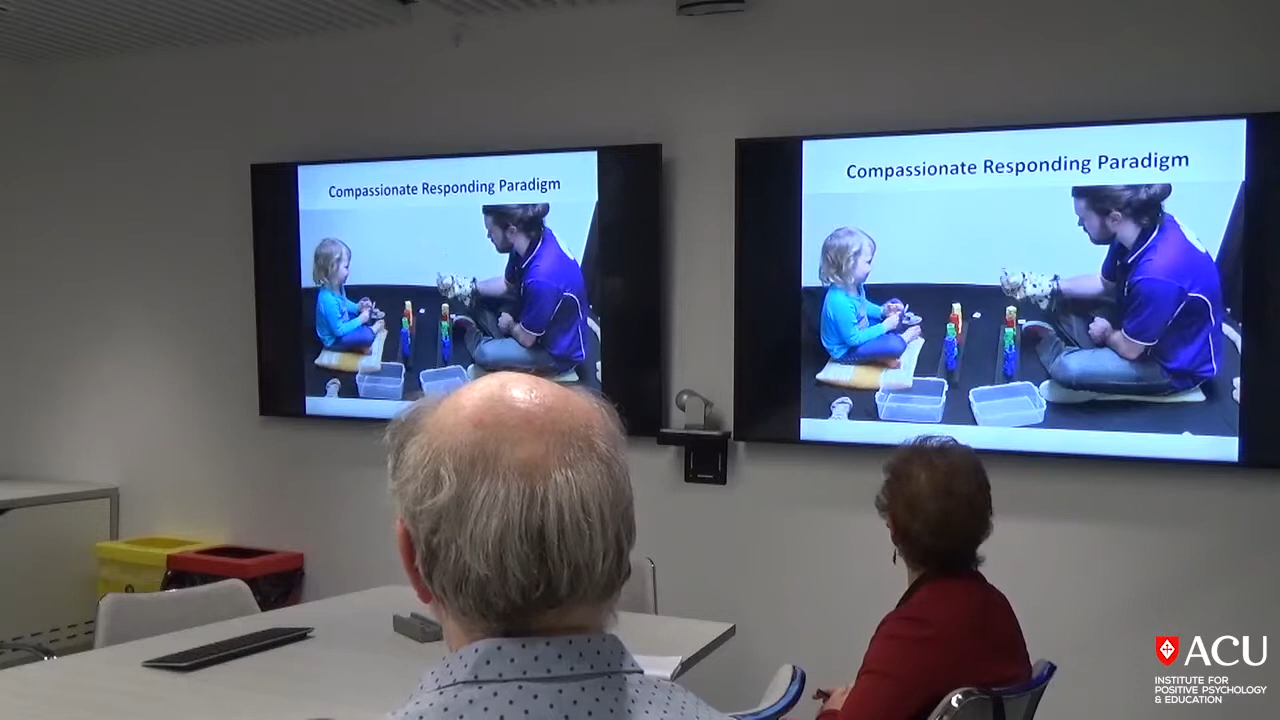 Compassionate Responding Paradigm
Compassionate Responding Paradigm
ACU
INSTITUTE FOR
POSITIVE PSYCHOLOGY
& EDUCATION